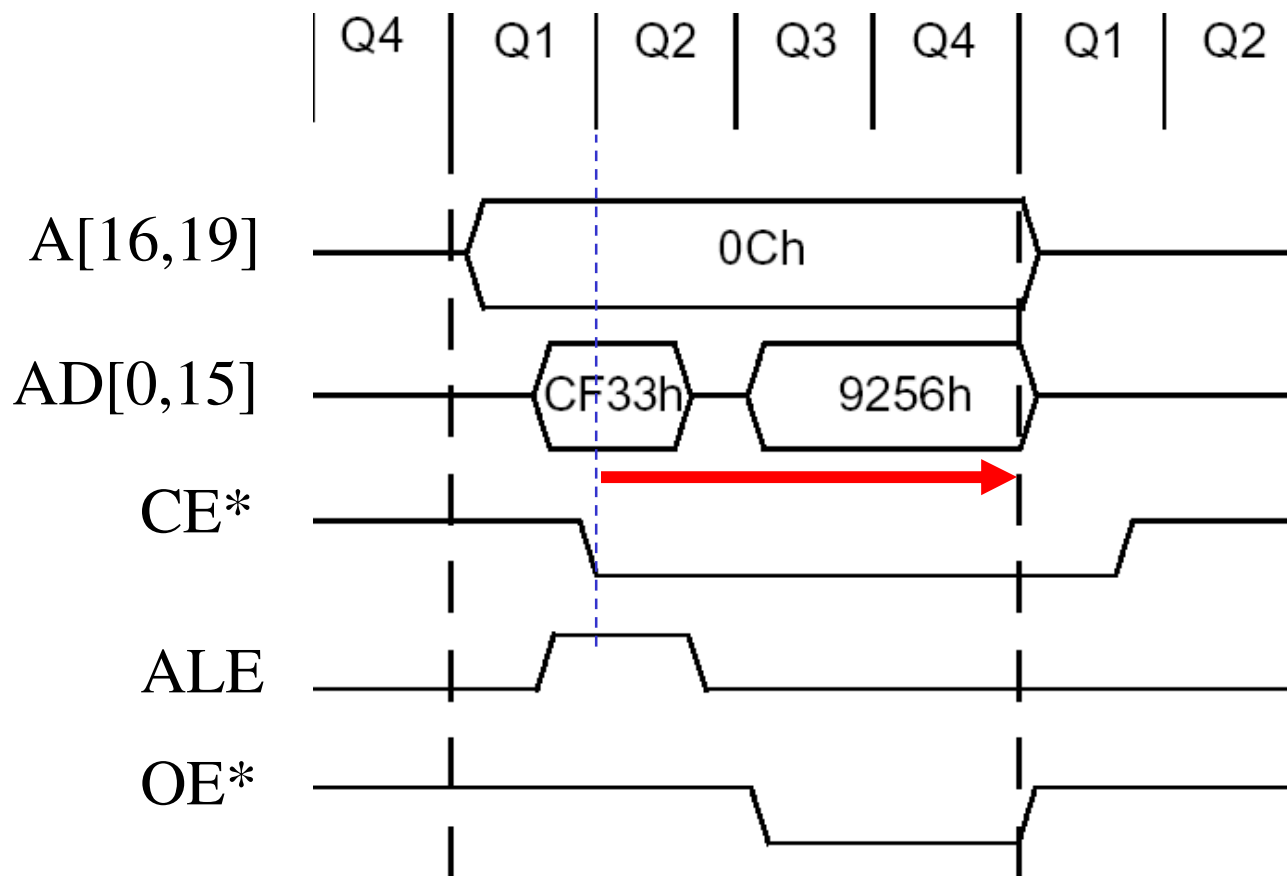 Q4 Q1 Q2 Q3 Q4 Q1 Q2
A[16,19] 0Ch
AD[0,15] CF33h 9256h
CE*
ALE
OE*